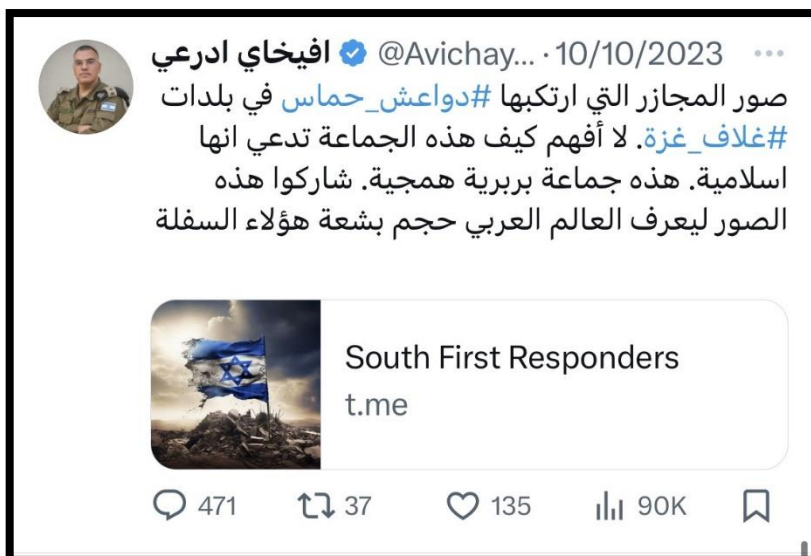 افيخاي ادرعي @Avichay... · 10/10/2023
صور المجازر التي ارتكبها #دواعش_حماس في بلدات
#غلاف_غزة. لا أفهم كيف هذه الجماعة تدعي انها
اسلامية. هذه جماعة بربرية همجية. شاركوا هذه
الصور ليعرف العالم العربي حجم بشعة هؤلاء السفلة
South First Responders
t.me
471 37 135 90K